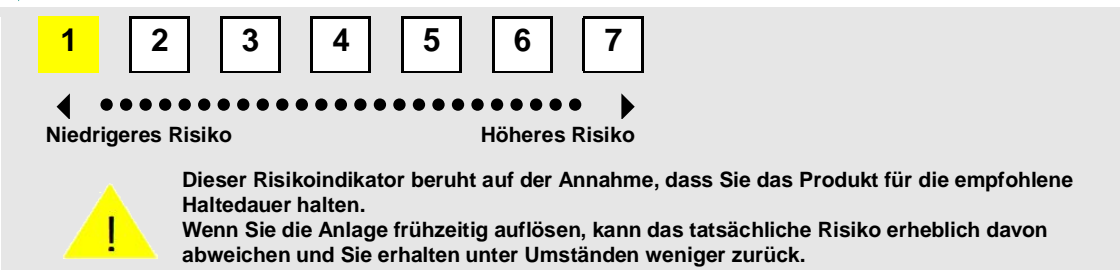 1 2 3 4 5 6 7
Niedrigeres Risiko Höheres Risiko
Dieser Risikoindikator beruht auf der Annahme, dass Sie das Produkt für die empfohlene
Haltedauer halten.
! Wenn Sie die Anlage frühzeitig auflösen, kann das tatsächliche Risiko erheblich davon
abweichen und Sie erhalten unter Umständen weniger zurück.